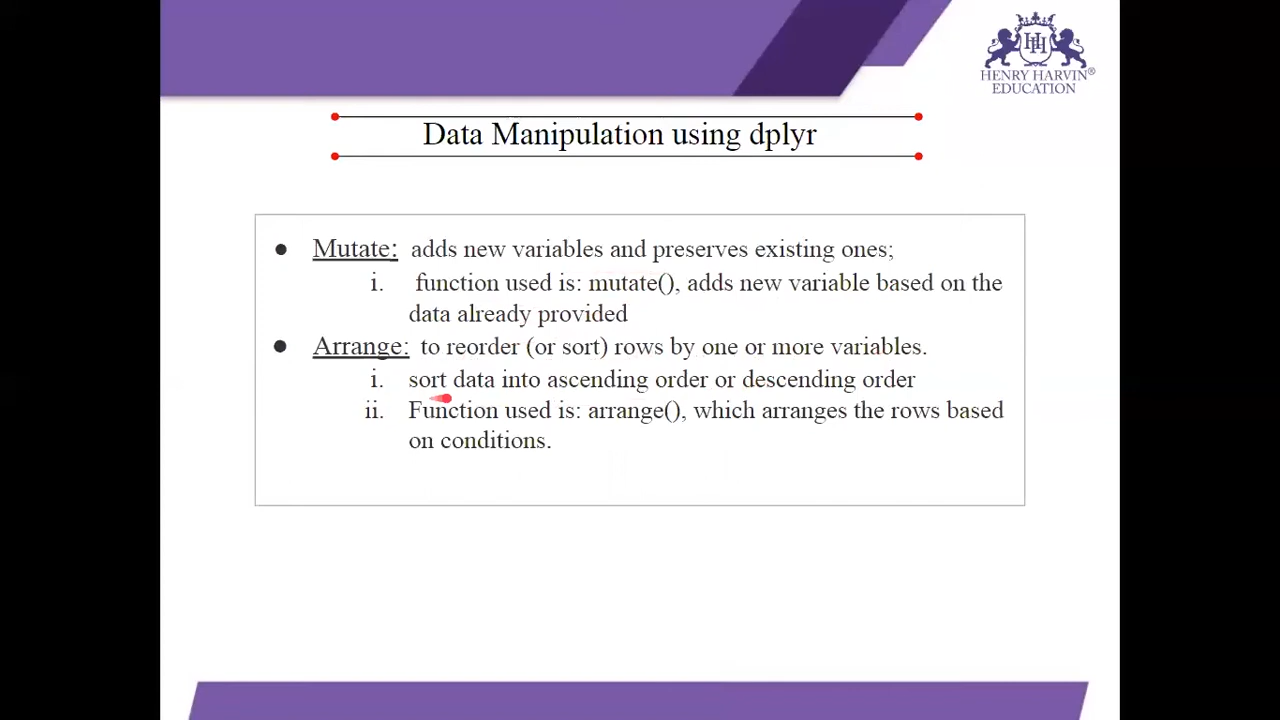 HENRY HARVIN®
EDUCATION
Data Manipulation using dplyr
● Mutate: adds new variables and preserves existing ones;
i. function used is: mutate(), adds new variable based on the
data already provided
● Arrange: to reorder (or sort) rows by one or more variables.
i. sort data into ascending order or descending order
ii. Function used is: arrange(), which arranges the rows based
on conditions.